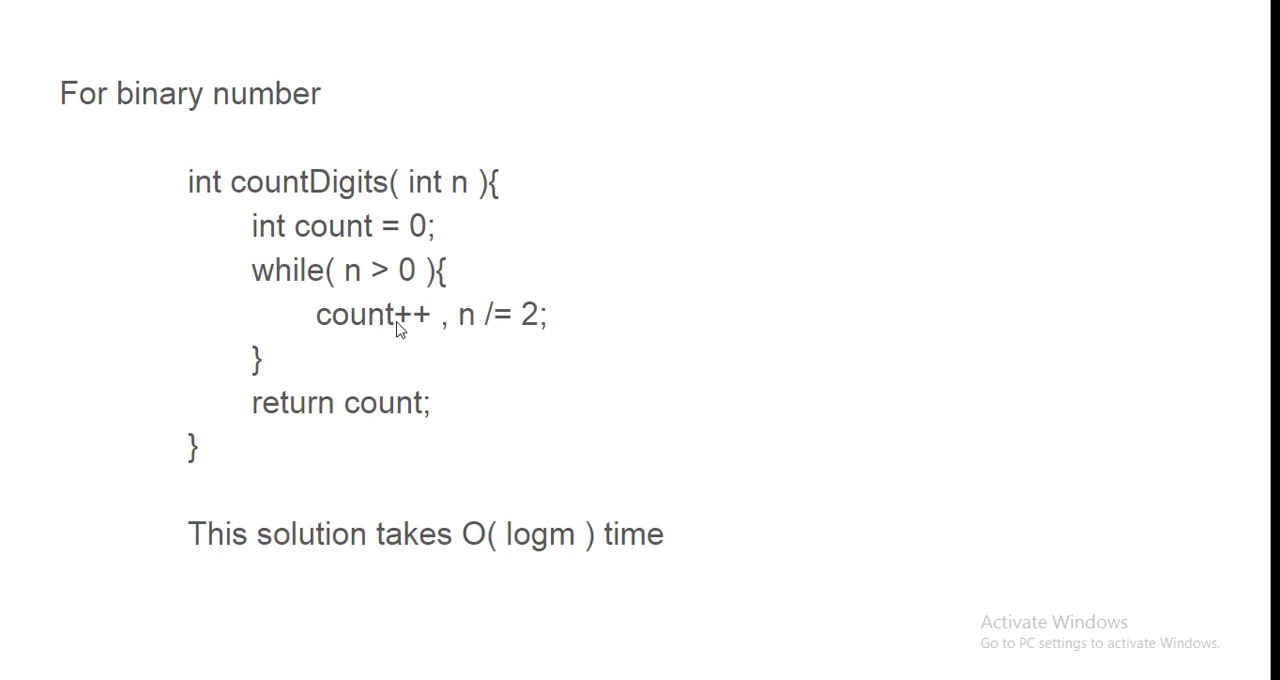 For binary number
int countDigits( int n ){
int count = 0;
while( n > 0 ){
count++ , n /= 2;
}
return count;
}
This solution takes O( logm ) time
Activate Windows
Go to PC settings to activate Windows.